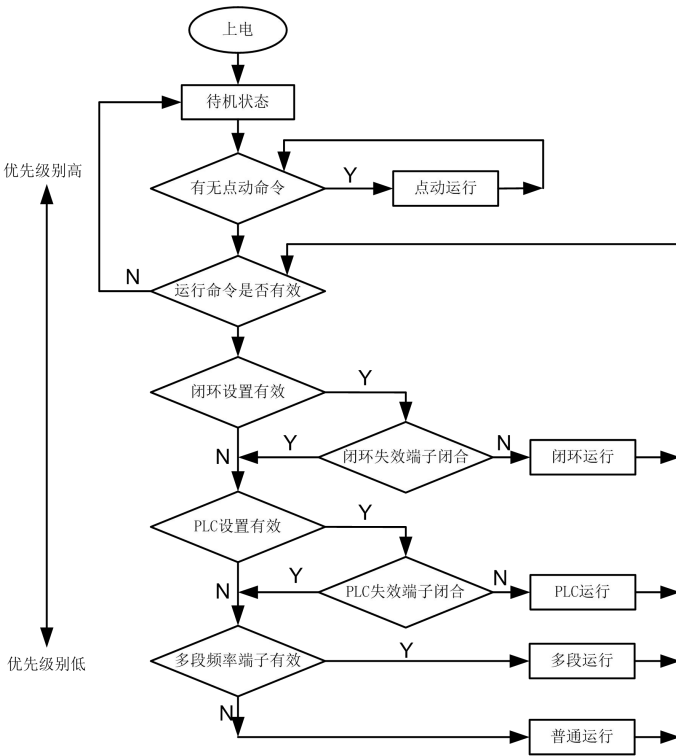 上电
待机状态
优先级别高
有无点动命令
Y
点动运行
N
运行命令是否有效
闭环设置有效
Y
N
Y
闭环失效端子闭合
N
闭环运行
PLC设置有效
Y
N
Y
PLC失效端子闭合
N
PLC运行
优先级别低
多段频率端子有效
Y
多段运行
N
普通运行